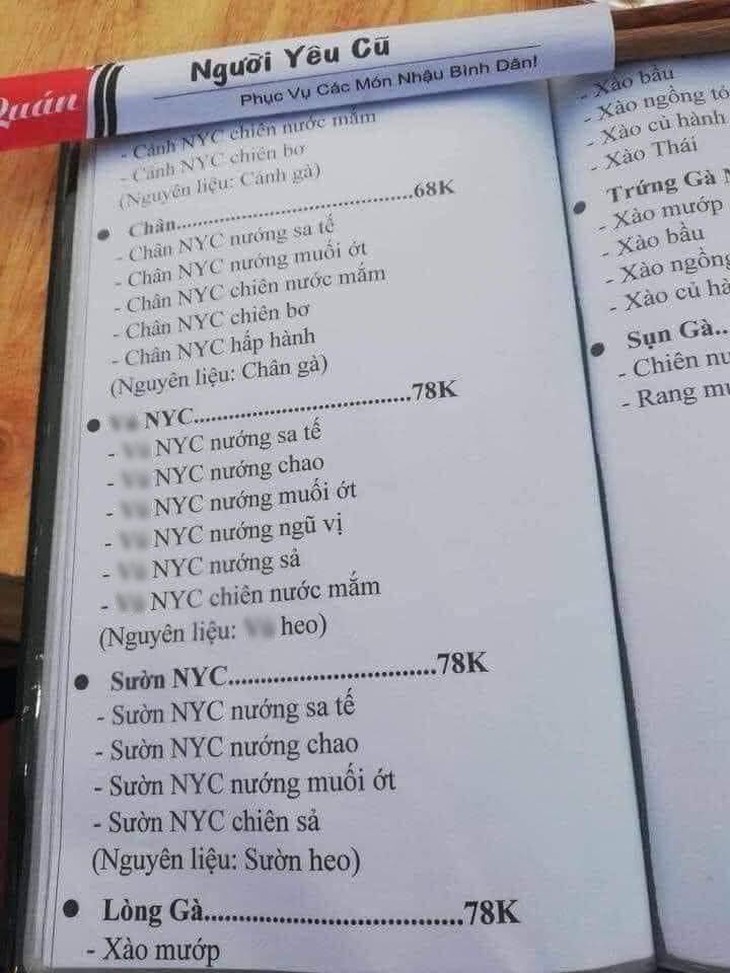 Quán
Người Yêu Cũ
Phục Vụ Các Món Nhậu Bình Dân!
- Cánh NYC chiên nước mắm
- Cánh NYC chiên bơ
(Nguyên liệu: Cánh gà)
● Chân..............................68K
- Chân NYC nướng sa tế
- Chân NYC nướng muối ớt
- Chân NYC chiên nước mắm
- Chân NYC chiên bơ
- Chân NYC hấp hành
(Nguyên liệu: Chân gà)
● NYC..............................78K
- NYC nướng sa tế
- NYC nướng chao
- NYC nướng muối ớt
- NYC nướng ngũ vị
- NYC nướng sả
- NYC chiên nước mắm
(Nguyên liệu: heo)
● Sườn NYC..............................78K
- Sườn NYC nướng sa tế
- Sườn NYC nướng chao
- Sườn NYC nướng muối ớt
- Sườn NYC chiên sả
(Nguyên liệu: Sườn heo)
● Lòng Gà..............................78K
- Xào mướp
- Xào bầu
- Xào ngồng tỏ
- Xào củ hành
- Xào Thái
● Trứng Gà N
- Xào mướp
- Xào bầu
- Xào ngồng
- Xào củ hà
● Sụn Gà..
- Chiên nư
- Rang mu